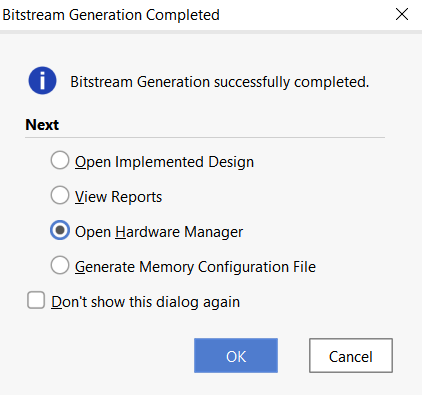 Bitstream Generation Completed
Bitstream Generation successfully completed.
Next
Open Implemented Design
View Reports
Open Hardware Manager
Generate Memory Configuration File
Don't show this dialog again
OK
Cancel